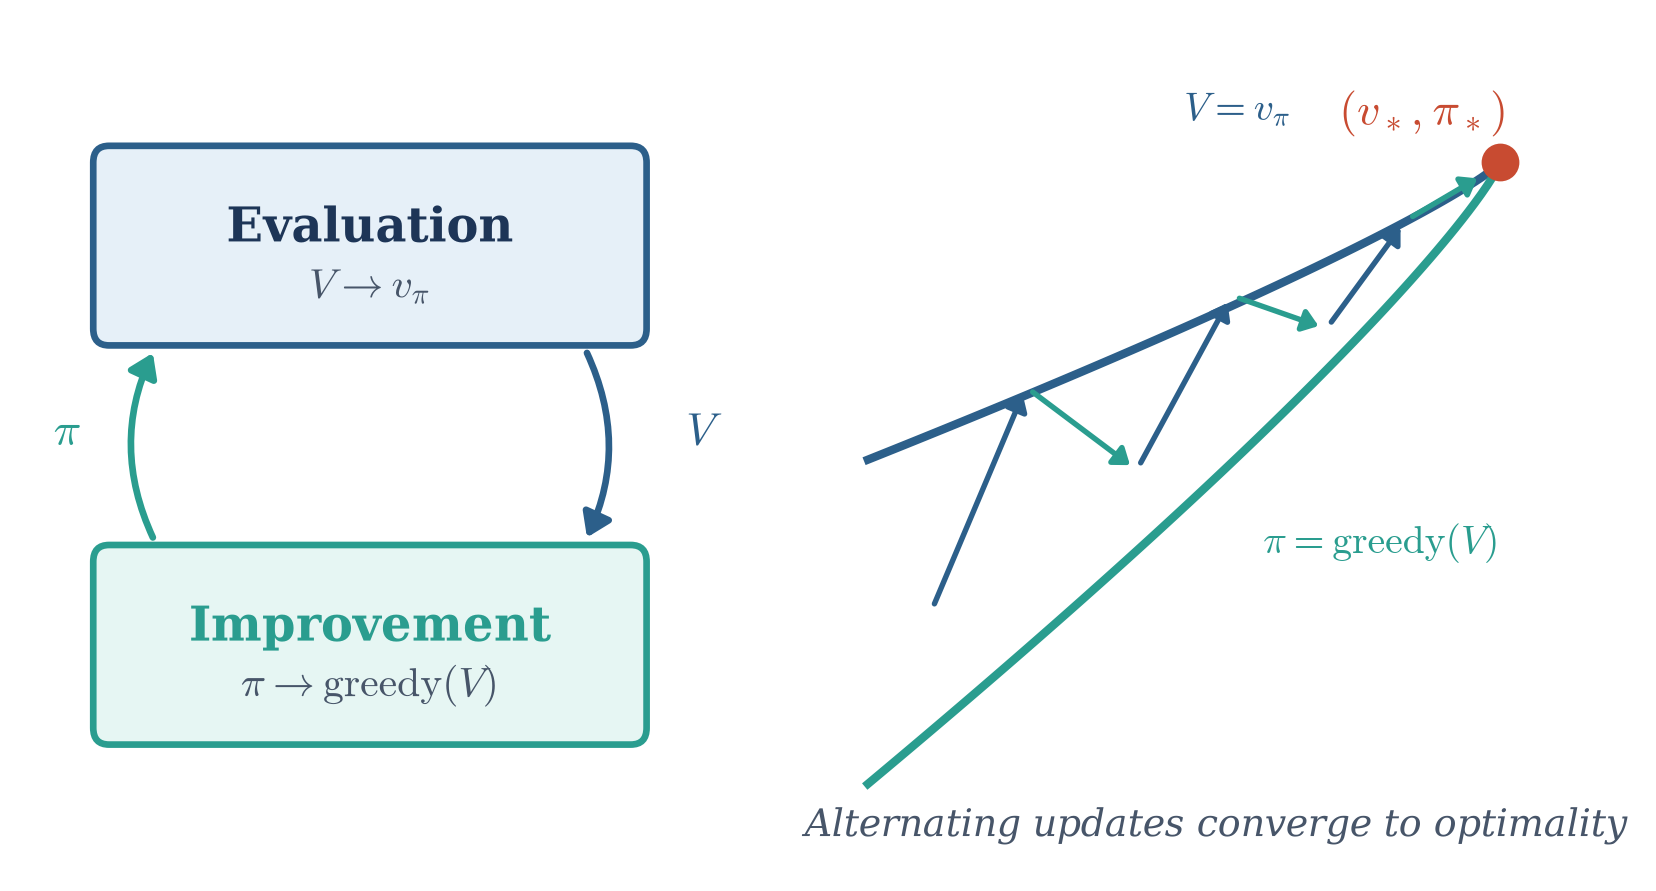 Evaluation
V → v_π
π
V
Improvement
π → greedy(V)
V = v_π
(v_*, π_*)
π = greedy(V)
Alternating updates converge to optimality